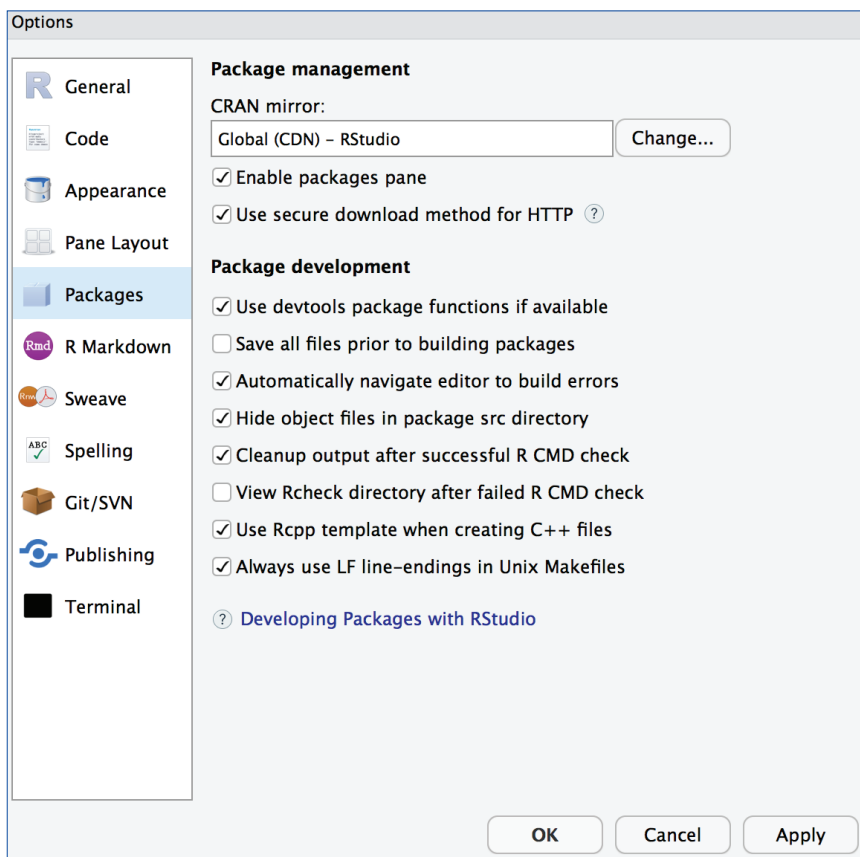 Options
General
Code
Appearance
Pane Layout
Packages
Rmd
R Markdown
Rnw
Sweave
ABC
Spelling
Git/SVN
Publishing
Terminal
Package management
CRAN mirror:
Global (CDN) – RStudio
Change...
Enable packages pane
Use secure download method for HTTP ?
Package development
Use devtools package functions if available
Save all files prior to building packages
Automatically navigate editor to build errors
Hide object files in package src directory
Cleanup output after successful R CMD check
View Rcheck directory after failed R CMD check
Use Rcpp template when creating C++ files
Always use LF line-endings in Unix Makefiles
? Developing Packages with RStudio
OK
Cancel
Apply